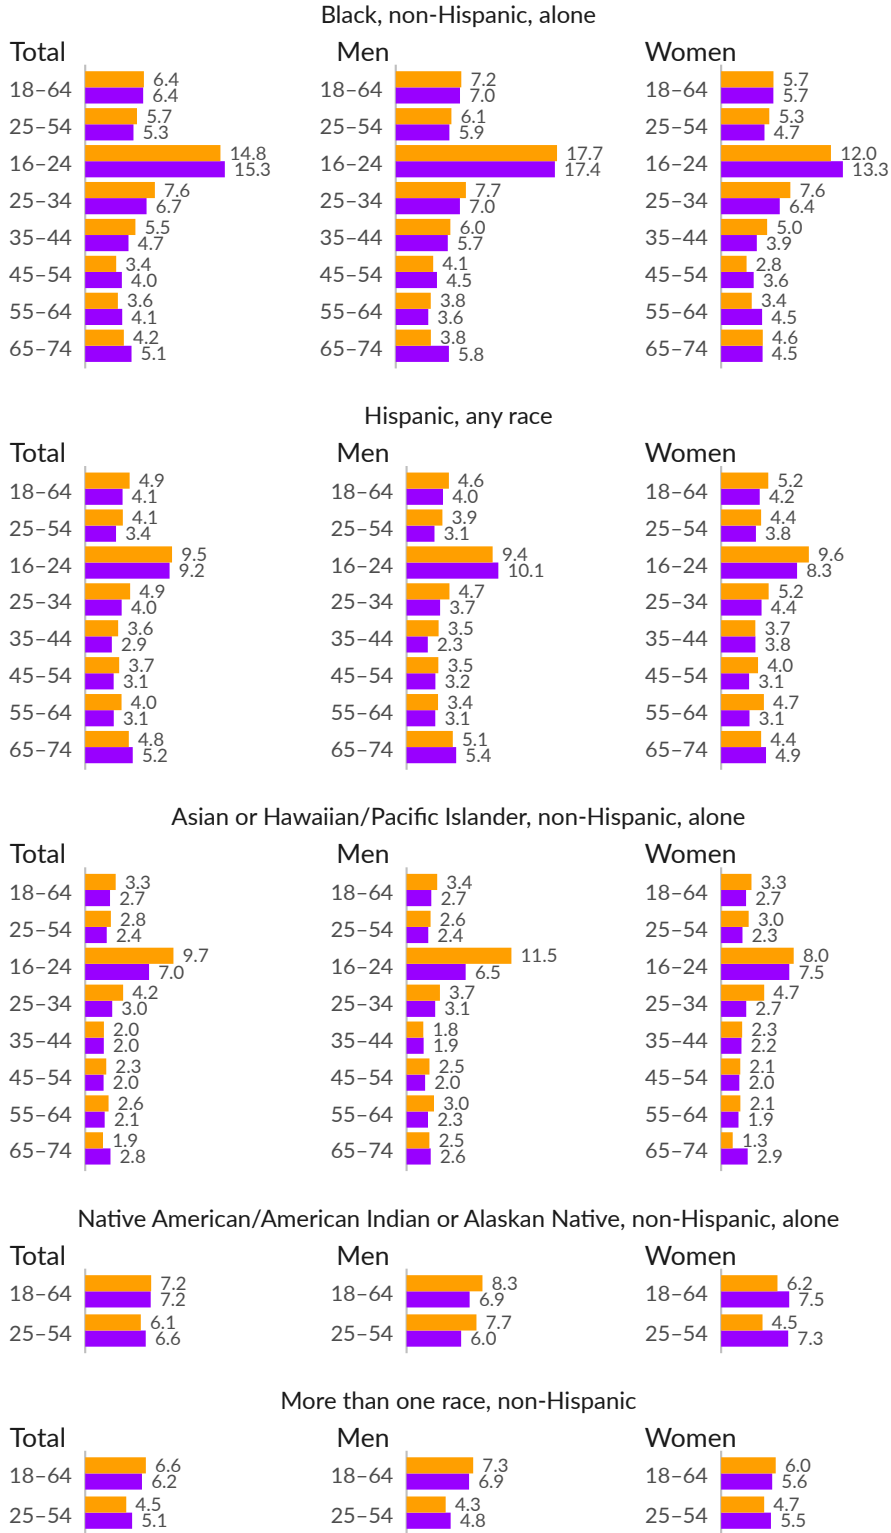 Black, non-Hispanic, alone
Total Men Women
18–64 6.4 18–64 7.2 18–64 5.7
6.4 7.0 5.7
25–54 5.7 25–54 6.1 25–54 5.3
5.3 5.9 4.7
16–24 14.8 16–24 17.7 16–24 12.0
15.3 17.4 13.3
25–34 7.6 25–34 7.7 25–34 7.6
6.7 7.0 6.4
35–44 5.5 35–44 6.0 35–44 5.0
4.7 5.7 3.9
45–54 3.4 45–54 4.1 45–54 2.8
4.0 4.5 3.6
55–64 3.6 55–64 3.8 55–64 3.4
4.1 3.6 4.5
65–74 4.2 65–74 3.8 65–74 4.6
5.1 5.8 4.5
Hispanic, any race
Total Men Women
18–64 4.9 18–64 4.6 18–64 5.2
4.1 4.0 4.2
25–54 4.1 25–54 3.9 25–54 4.4
3.4 3.1 3.8
16–24 9.5 16–24 9.4 16–24 9.6
9.2 10.1 8.3
25–34 4.9 25–34 4.7 25–34 5.2
4.0 3.7 4.4
35–44 3.6 35–44 3.5 35–44 3.7
2.9 2.3 3.8
45–54 3.7 45–54 3.5 45–54 4.0
3.1 3.2 3.1
55–64 4.0 55–64 3.4 55–64 4.7
3.1 3.1 3.1
65–74 4.8 65–74 5.1 65–74 4.4
5.2 5.4 4.9
Asian or Hawaiian/Pacific Islander, non-Hispanic, alone
Total Men Women
18–64 3.3 18–64 3.4 18–64 3.3
2.7 2.7 2.7
25–54 2.8 25–54 2.6 25–54 3.0
2.4 2.4 2.3
16–24 9.7 16–24 11.5 16–24 8.0
7.0 6.5 7.5
25–34 4.2 25–34 3.7 25–34 4.7
3.0 3.1 2.7
35–44 2.0 35–44 1.8 35–44 2.3
2.0 1.9 2.2
45–54 2.3 45–54 2.5 45–54 2.1
2.0 2.0 2.0
55–64 2.6 55–64 3.0 55–64 2.1
2.1 2.3 1.9
65–74 1.9 65–74 2.5 65–74 1.3
2.8 2.6 2.9
Native American/American Indian or Alaskan Native, non-Hispanic, alone
Total Men Women
18–64 7.2 18–64 8.3 18–64 6.2
7.2 6.9 7.5
25–54 6.1 25–54 7.7 25–54 4.5
6.6 6.0 7.3
More than one race, non-Hispanic
Total Men Women
18–64 6.6 18–64 7.3 18–64 6.0
6.2 6.9 5.6
25–54 4.5 25–54 4.3 25–54 4.7
5.1 4.8 5.5